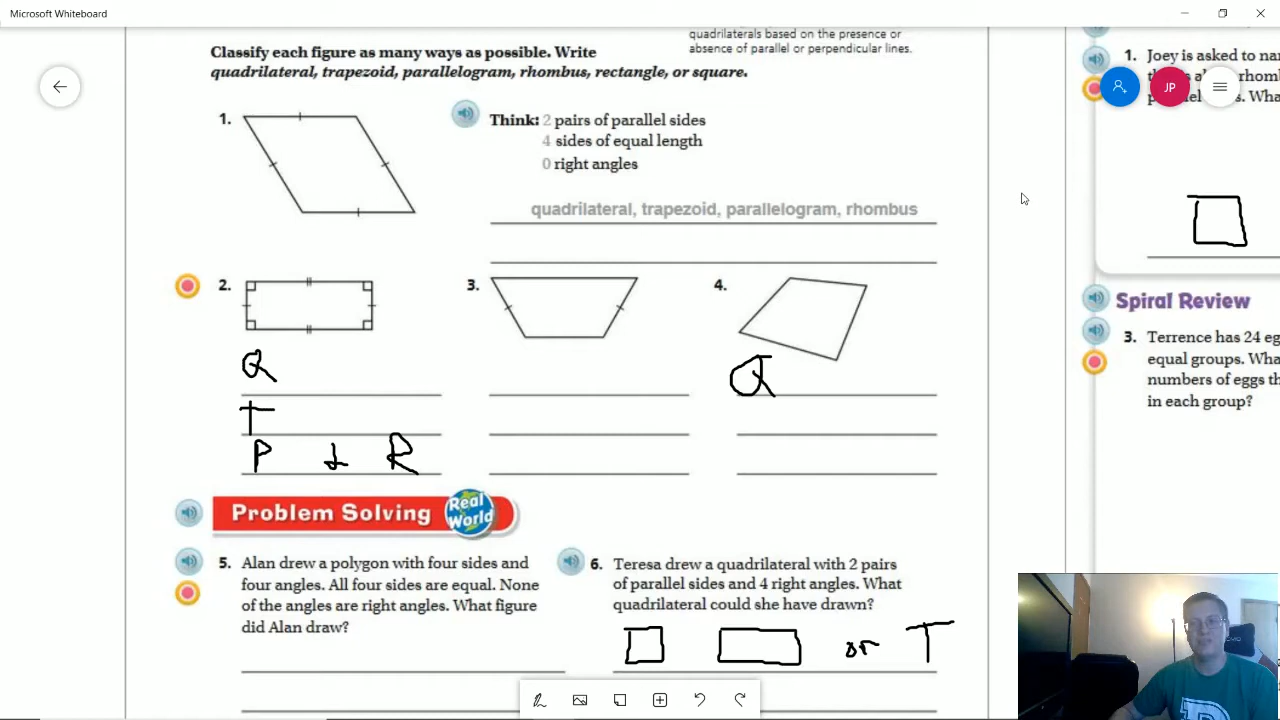 Microsoft Whiteboard
quadrilaterals based on the presence or
absence of parallel or perpendicular lines.
Classify each figure as many ways as possible. Write
quadrilateral, trapezoid, parallelogram, rhombus, rectangle, or square.
1.
Think: 2 pairs of parallel sides
4 sides of equal length
0 right angles
quadrilateral, trapezoid, parallelogram, rhombus
2.
3.
4.
Q
T
P & R
Q
Problem Solving Real World
5. Alan drew a polygon with four sides and
four angles. All four sides are equal. None
of the angles are right angles. What figure
did Alan draw?
6. Teresa drew a quadrilateral with 2 pairs
of parallel sides and 4 right angles. What
quadrilateral could she have drawn?
or T
1. Joey is asked to
JP
Spiral Review
3. Terrence has 24
equal groups.
numbers of eggs
in each group?